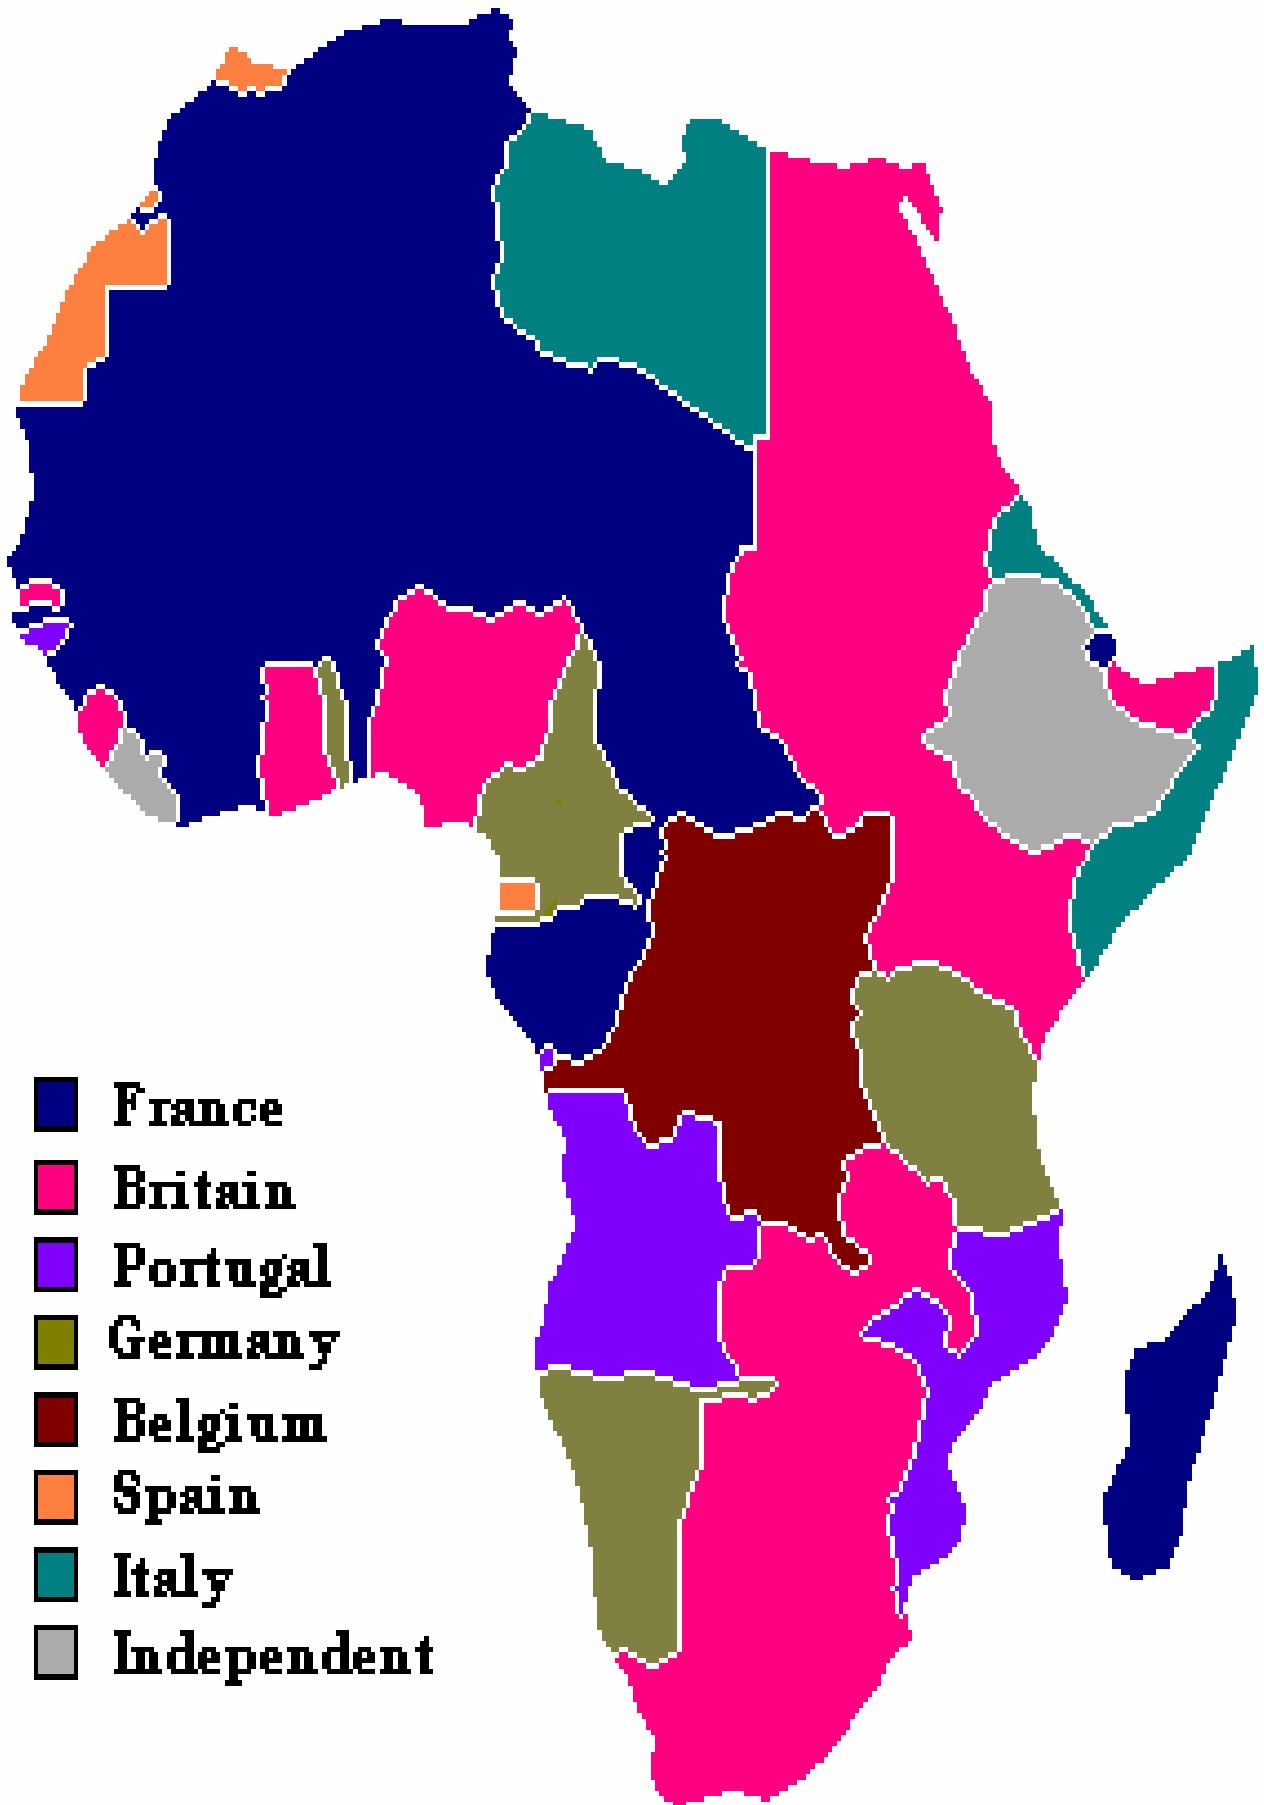 France
Britain
Portugal
Germany
Belgium
Spain
Italy
Independent